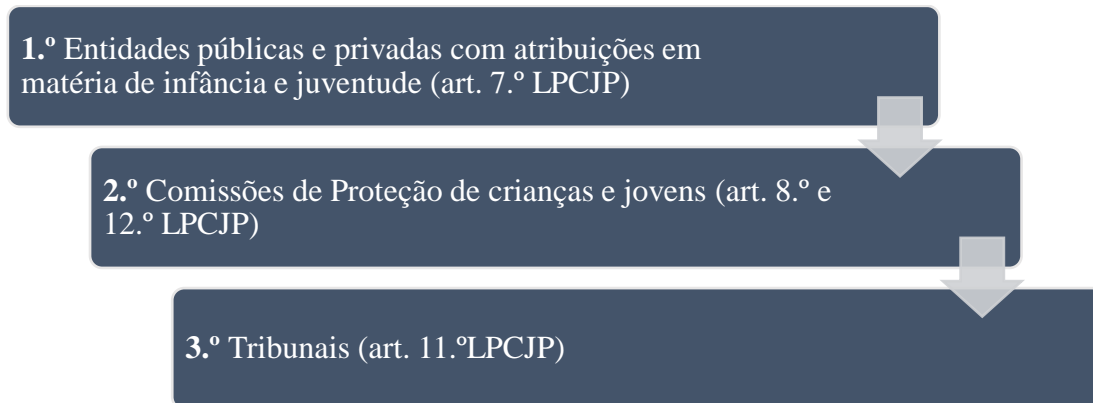 1.º Entidades públicas e privadas com atribuições em
matéria de infância e juventude (art. 7.º LPCJP)
2.º Comissões de Proteção de crianças e jovens (art. 8.º e
12.º LPCJP)
3.º Tribunais (art. 11.ºLPCJP)